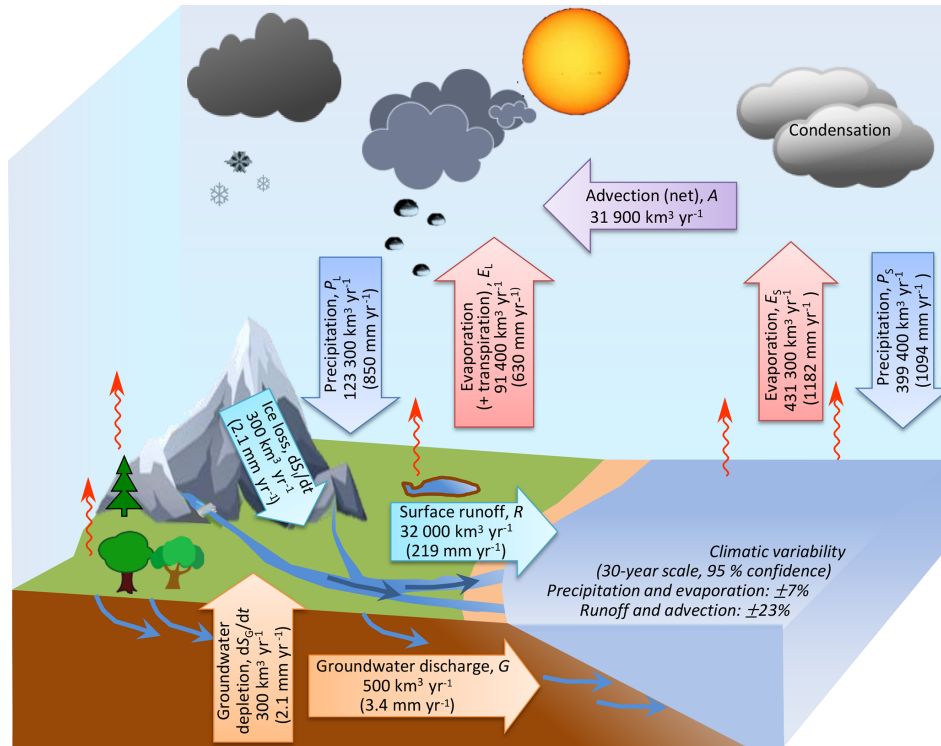 Condensation
Advection (net), A
31 900 km³ yr⁻¹
Precipitation, P_L
123 300 km³ yr⁻¹
(850 mm yr⁻¹)
Evaporation
(+ transpiration), E_L
91 400 km³ yr⁻¹
(630 mm yr⁻¹)
Evaporation, E_S
431 300 km³ yr⁻¹
(1182 mm yr⁻¹ )
Precipitation, P_S
399 400 km³ yr⁻¹
(1094 mm yr⁻¹ )
Ice loss, dS_I/dt
300 km³ yr⁻¹
(2.1 mm yr⁻¹)
Surface runoff, R
32 000 km³ yr⁻¹
(219 mm yr⁻¹)
Climatic variability
(30-year scale, 95 % confidence)
Precipitation and evaporation: ±7%
Runoff and advection: ±23%
Groundwater
depletion, dS_G/dt
300 km³ yr⁻¹
(2.1 mm yr⁻¹)
Groundwater discharge, G
500 km³ yr⁻¹
(3.4 mm yr⁻¹)